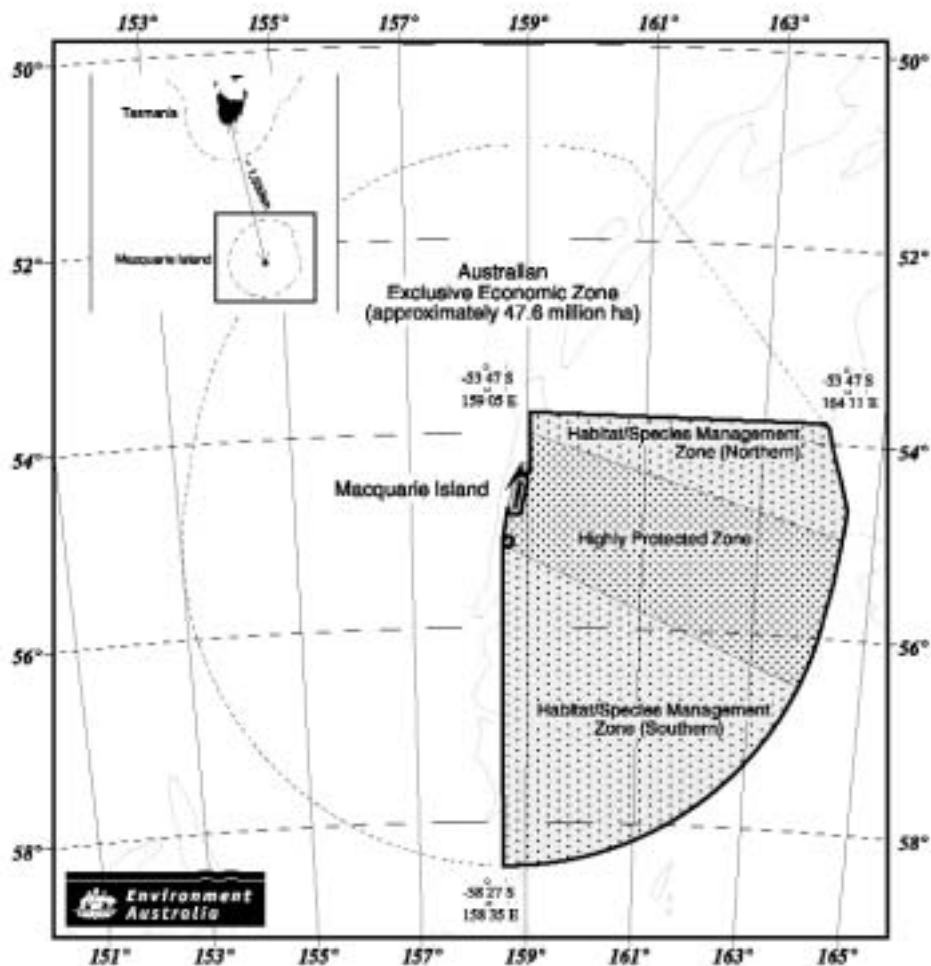 153° 155° 157° 159° 161° 163°
50° 50°
Tasmania
Macquarie Island
52° 52°
Australian
Exclusive Economic Zone
(approximately 47.6 million ha)
-53 47 S
159 05 E
-53 47 S
164 11 E
Habitat/Species Management
Zone (Northern)
54° 54°
Macquarie Island
Highly Protected Zone
56° 56°
Habitat/Species Management
Zone (Southern)
58° 58°
Environment
Australia
-58 27 S
158 35 E
151° 153° 155° 157° 159° 161° 163° 165°